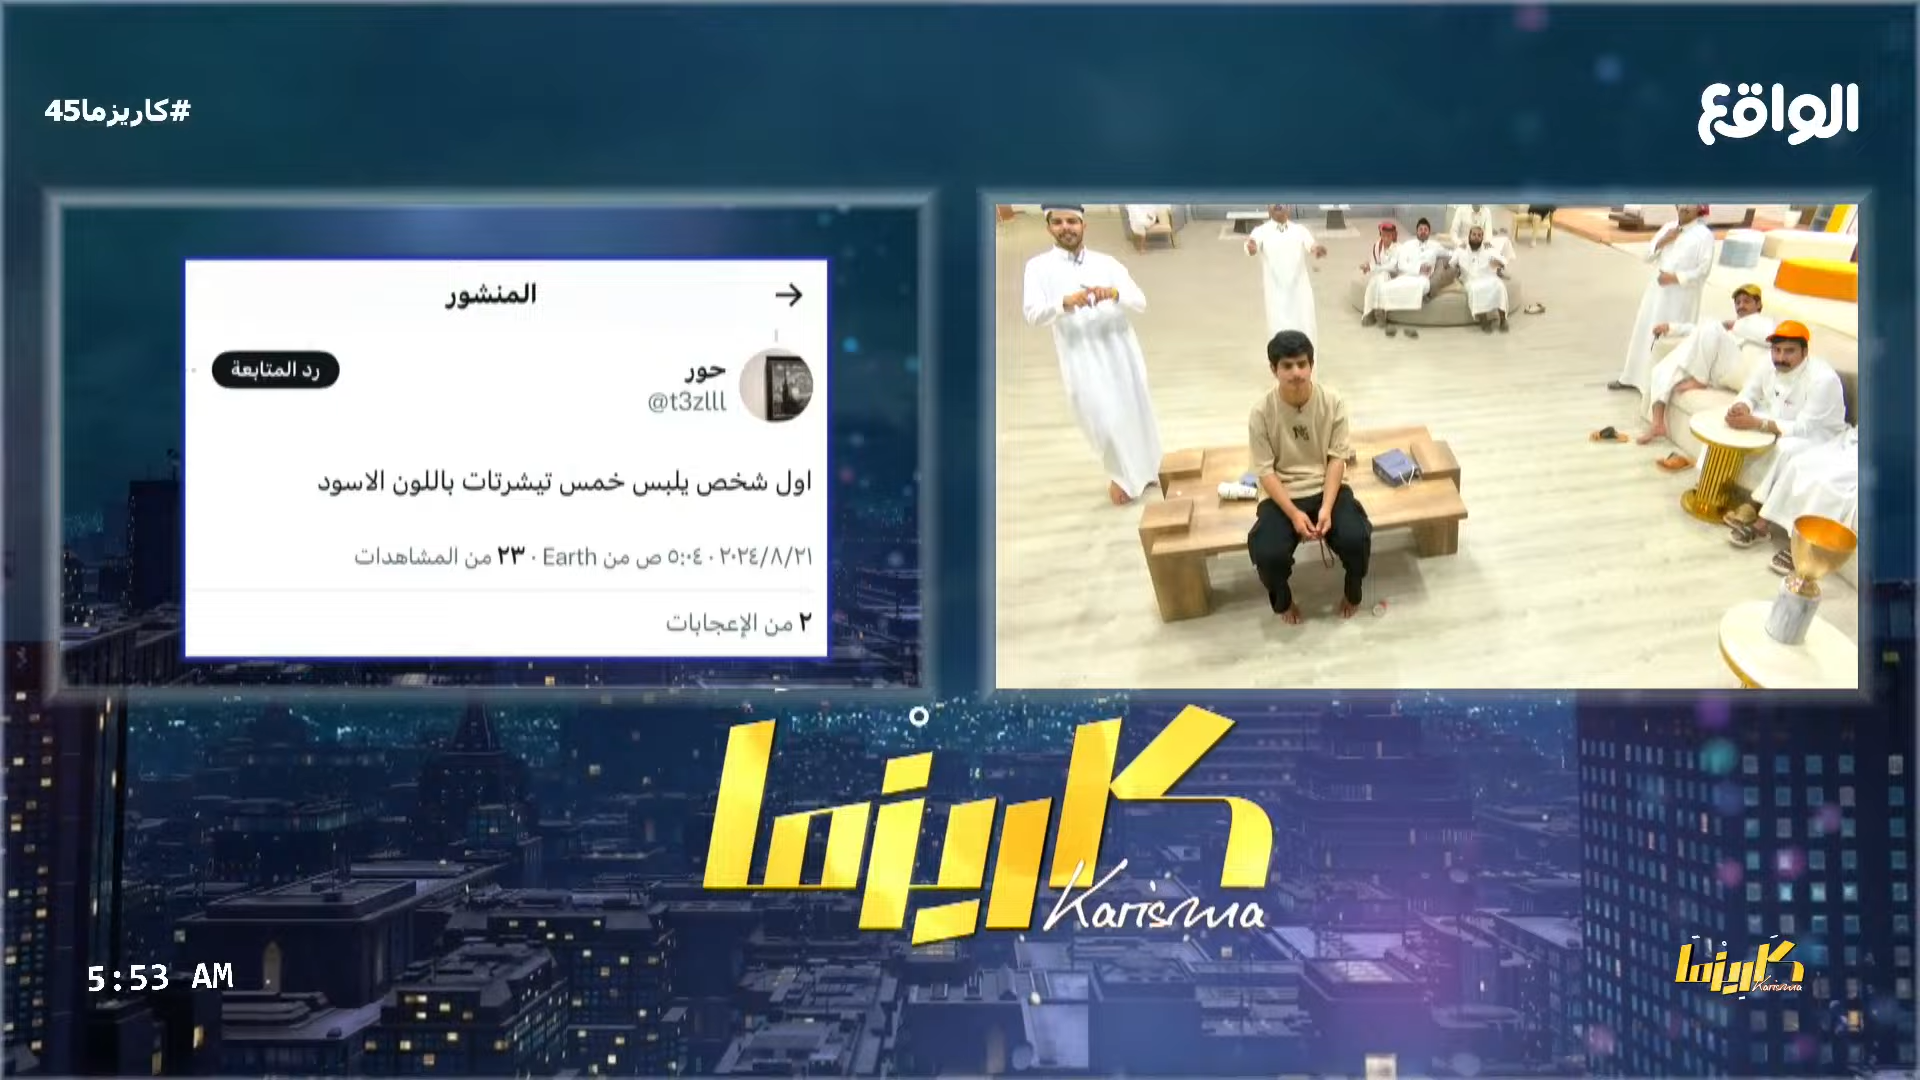 #كاريزما45
الواقع
المنشور
حور
@t3zlll
رد المتابعة
اول شخص يلبس خمس تيشرتات باللون الاسود
٢٠٢٤/٨/٢١ · ٥:٠٤ ص من Earth · ٢٣ من المشاهدات
٢ من الإعجابات
كاريزما
Karisma
5:53 AM
كاريزما
Karisma